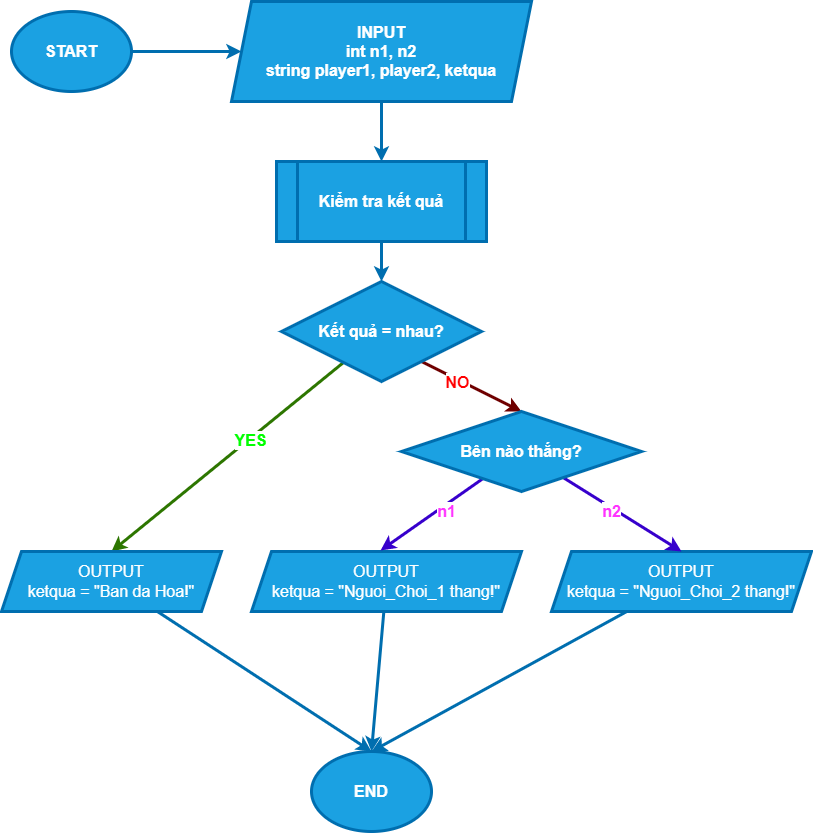 START
INPUT
int n1, n2
string player1, player2, ketqua
Kiểm tra kết quả
Kết quả = nhau?
NO
YES
Bên nào thắng?
n1
n2
OUTPUT
ketqua = "Ban da Hoa!"
OUTPUT
ketqua = "Nguoi_Choi_1 thang!"
OUTPUT
ketqua = "Nguoi_Choi_2 thang!"
END